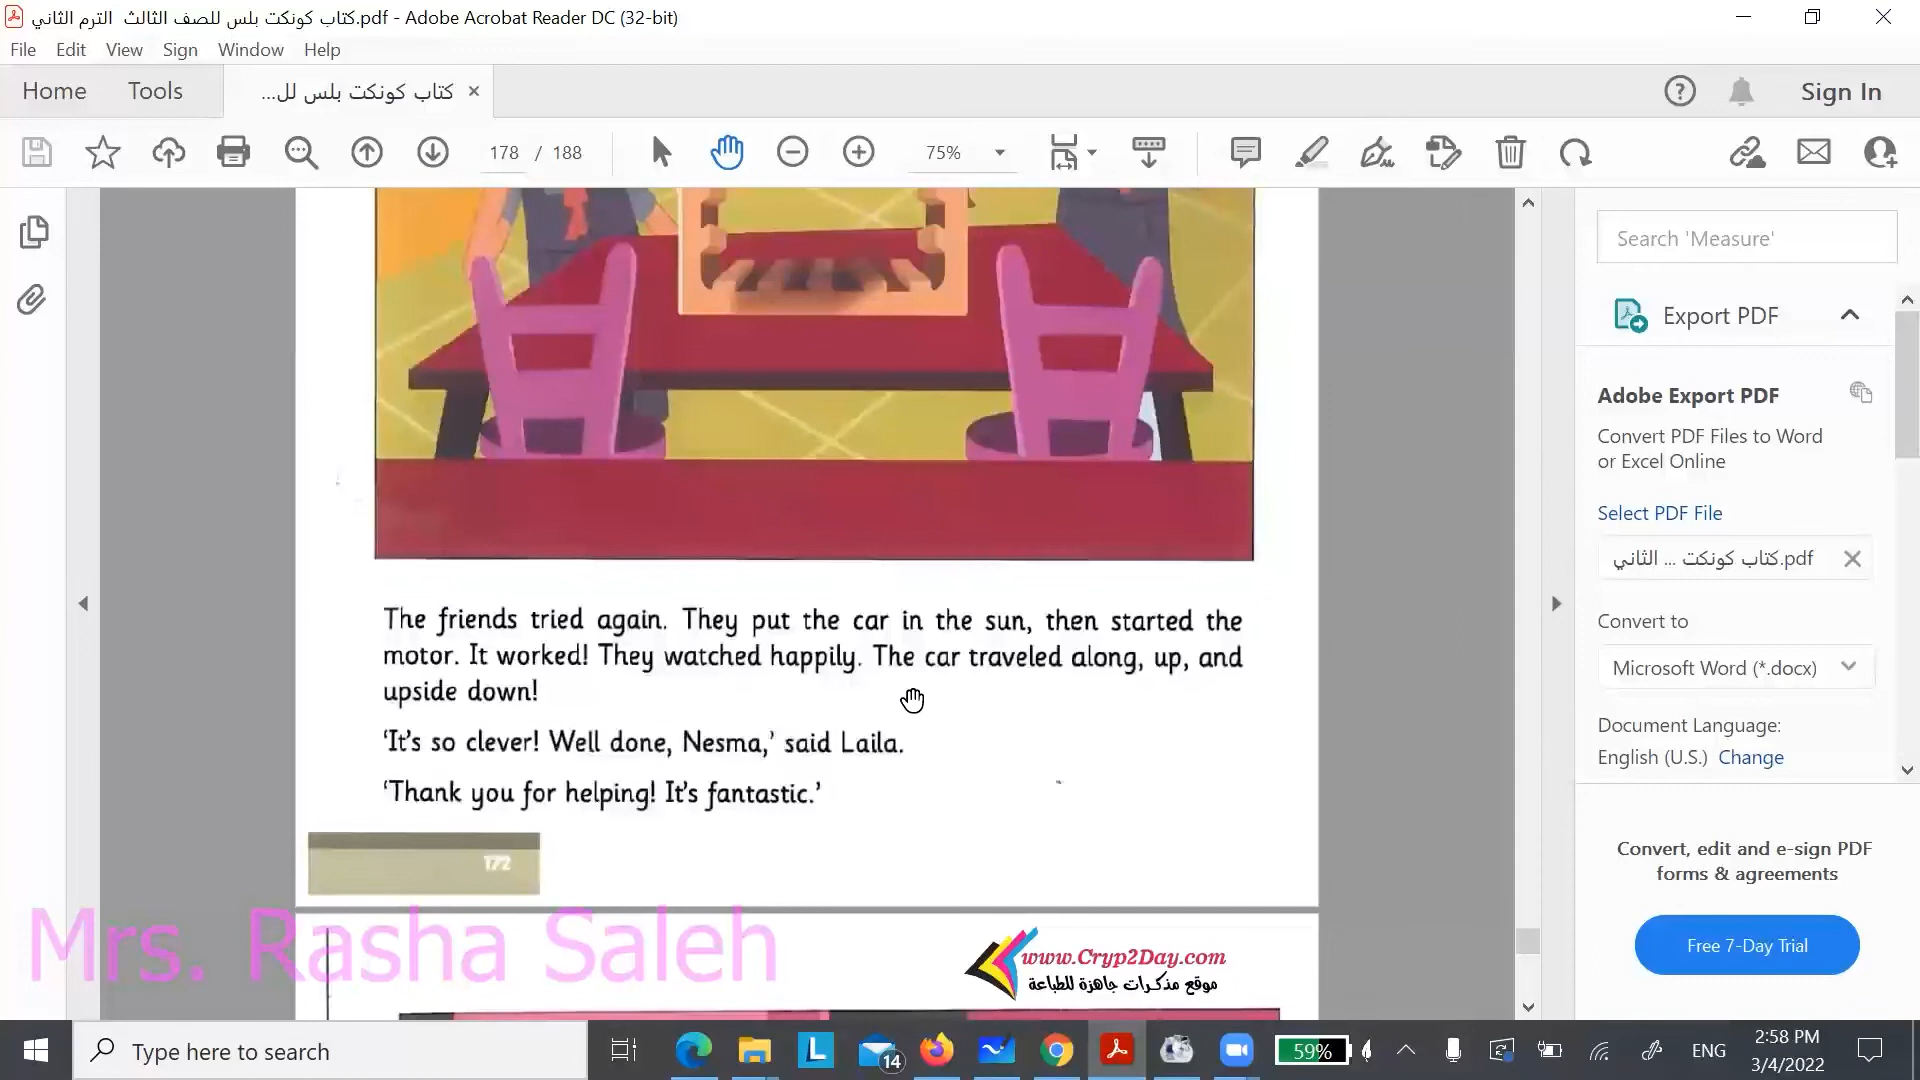 كتاب كونكت بلس للصف الثالث الترم الثاني.pdf - Adobe Acrobat Reader DC (32-bit)
File Edit View Sign Window Help
Home Tools كتاب كونكت بلس لل... × Sign In
178 / 188 75%
Search 'Measure'
Export PDF
Adobe Export PDF
Convert PDF Files to Word
or Excel Online
Select PDF File
كتاب كونكت ... الثاني.pdf
Convert to
Microsoft Word (*.docx)
Document Language:
English (U.S.) Change
Convert, edit and e-sign PDF
forms & agreements
Free 7-Day Trial
The friends tried again. They put the car in the sun, then started the
motor. It worked! They watched happily. The car traveled along, up, and
upside down!
‘It’s so clever! Well done, Nesma,’ said Laila.
‘Thank you for helping! It’s fantastic.’
172
Mrs. Rasha Saleh
www.Cryp2Day.com
موقع مذكرات جاهزة للطباعة
Type here to search
L
14
59%
ENG
2:58 PM
3/4/2022